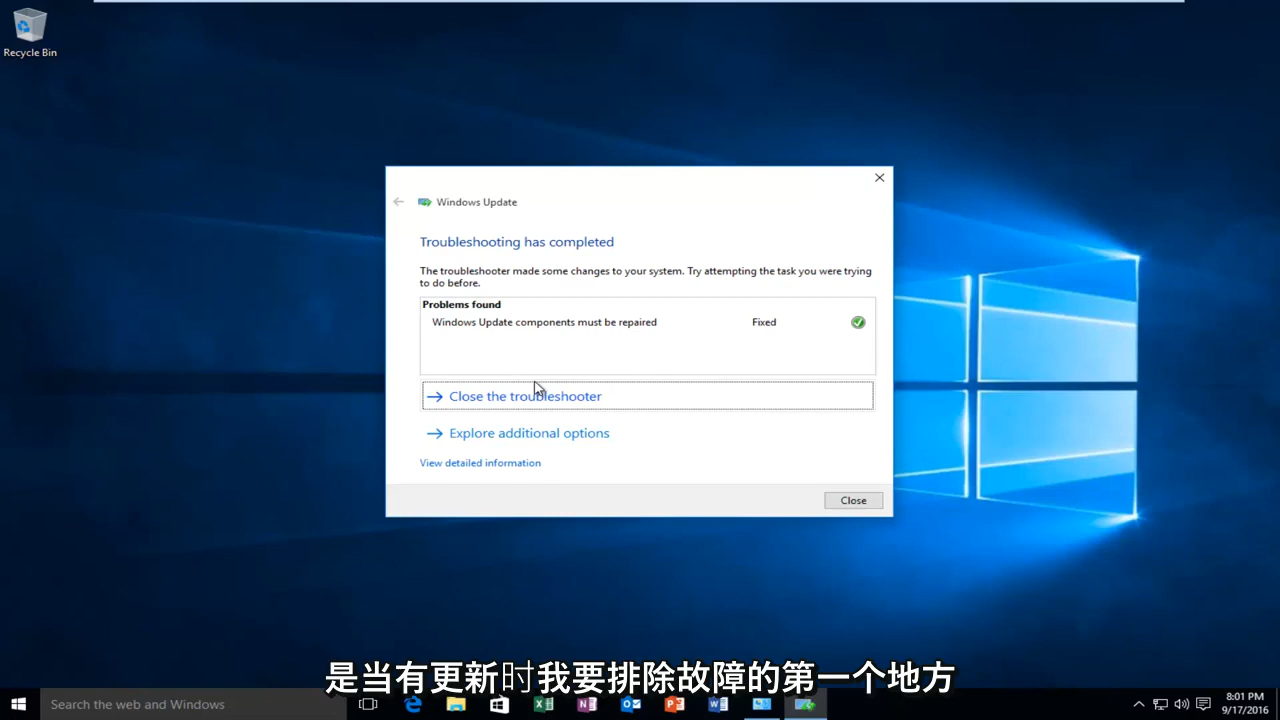 Recycle Bin
Windows Update
Troubleshooting has completed
The troubleshooter made some changes to your system. Try attempting the task you were trying
to do before.
Problems found
Windows Update components must be repaired Fixed
Close the troubleshooter
Explore additional options
View detailed information
Close
是当有更新时我要排除故障的第一个地方
Search the web and Windows
8:01 PM
9/17/2016